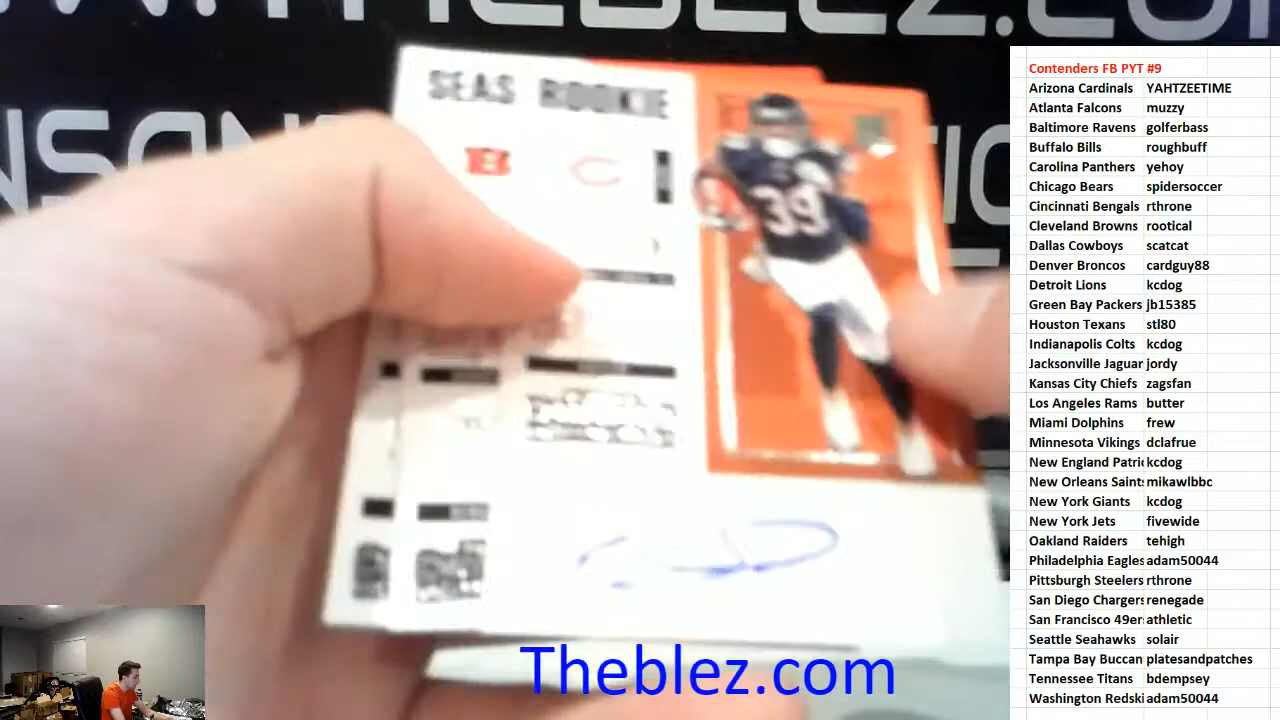 SEAS ROOKIE
39
Theblez.com
Contenders FB PYT #9
Arizona Cardinals YAHTZEETIME
Atlanta Falcons muzzy
Baltimore Ravens golferbass
Buffalo Bills roughbuff
Carolina Panthers yehoy
Chicago Bears spidersoccer
Cincinnati Bengals rthrone
Cleveland Browns rootical
Dallas Cowboys scatcat
Denver Broncos cardguy88
Detroit Lions kcdog
Green Bay Packers jb15385
Houston Texans stl80
Indianapolis Colts kcdog
Jacksonville Jaguar jordy
Kansas City Chiefs zagsfan
Los Angeles Rams butter
Miami Dolphins frew
Minnesota Vikings dclafrue
New England Patric kcdog
New Orleans Saints mikawlbbc
New York Giants kcdog
New York Jets fivewide
Oakland Raiders tehigh
Philadelphia Eagles adam50044
Pittsburgh Steelers rthrone
San Diego Chargers renegade
San Francisco 49er athletic
Seattle Seahawks solair
Tampa Bay Buccan platesandpatches
Tennessee Titans bdempsey
Washington Redski adam50044